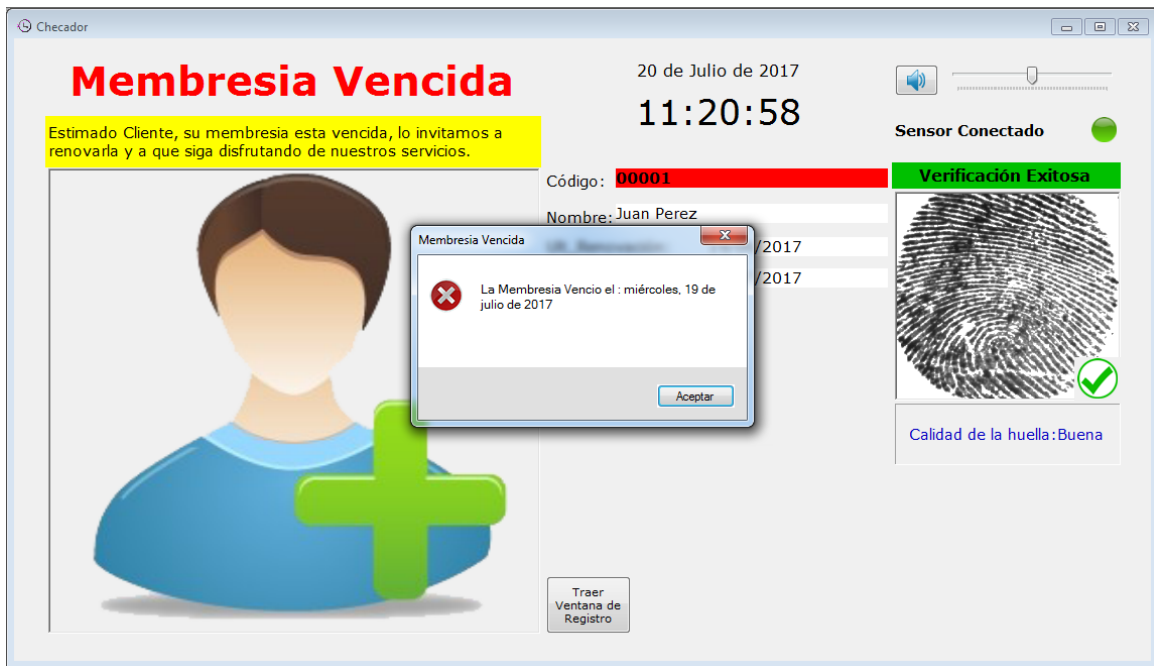 Checador
Membresia Vencida
Estimado Cliente, su membresia esta vencida, lo invitamos a
renovarla y a que siga disfrutando de nuestros servicios.
20 de Julio de 2017
11:20:58
Sensor Conectado
Verificación Exitosa
Código: 00001
Nombre: Juan Perez
/2017
/2017
Membresia Vencida
La Membresia Vencio el : miércoles, 19 de
julio de 2017
Aceptar
Calidad de la huella:Buena
Traer
Ventana de
Registro